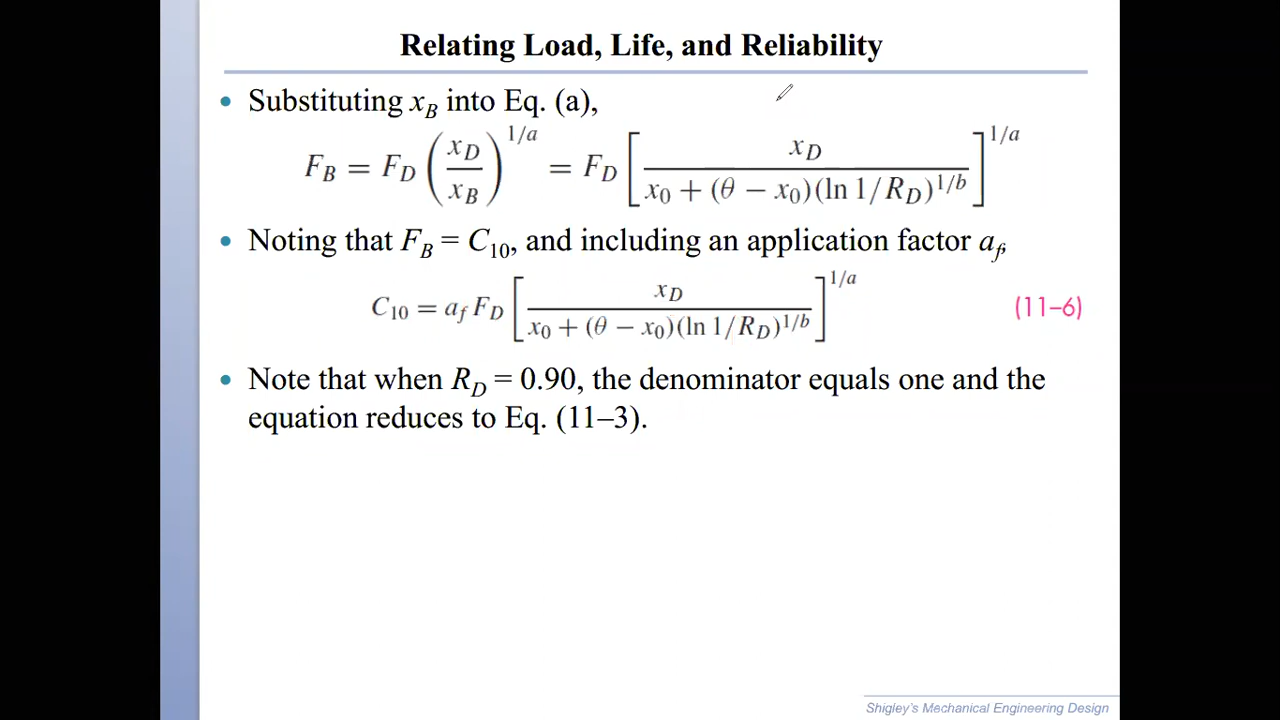 Relating Load, Life, and Reliability
• Substituting x_B into Eq. (a),
F_B = F_D (x_D / x_B)^{1/a} = F_D [x_D / (x_0 + (θ − x_0)(ln 1/R_D)^{1/b})]^{1/a}
• Noting that F_B = C_10, and including an application factor a_f,
C_10 = a_f F_D [x_D / (x_0 + (θ − x_0)(ln 1/R_D)^{1/b})]^{1/a} (11–6)
• Note that when R_D = 0.90, the denominator equals one and the
equation reduces to Eq. (11–3).
Shigley's Mechanical Engineering Design